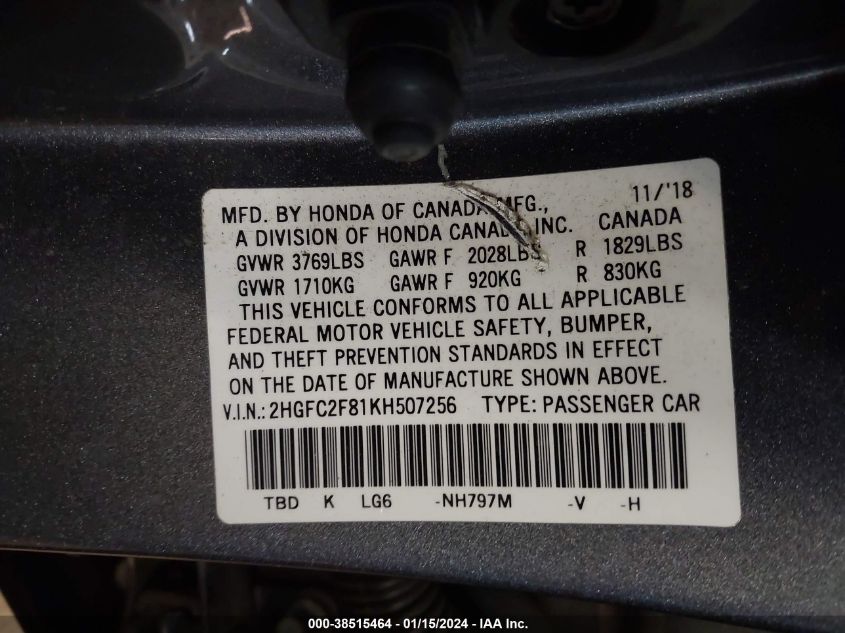 11/'18
MFD. BY HONDA OF CANADA MFG.,
A DIVISION OF HONDA CANADA INC. CANADA
GVWR 3769LBS GAWR F 2028LBS R 1829LBS
GVWR 1710KG GAWR F 920KG R 830KG
THIS VEHICLE CONFORMS TO ALL APPLICABLE
FEDERAL MOTOR VEHICLE SAFETY, BUMPER,
AND THEFT PREVENTION STANDARDS IN EFFECT
ON THE DATE OF MANUFACTURE SHOWN ABOVE.
V.I.N.: 2HGFC2F81KH507256 TYPE: PASSENGER CAR
TBD K LG6 -NH797M -V -H
000-38515464 - 01/15/2024 - IAA Inc.